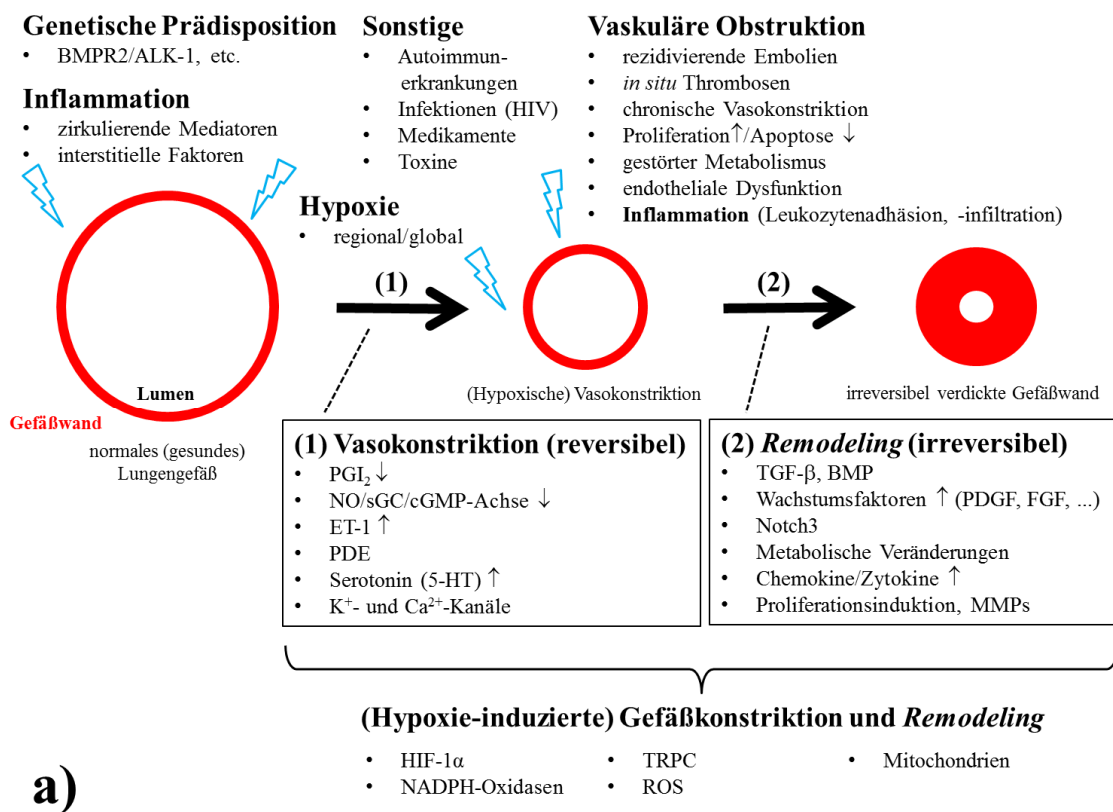 Genetische Prädisposition
• BMPR2/ALK-1, etc.
Inflammation
• zirkulierende Mediatoren
• interstitielle Faktoren
Sonstige
• Autoimmun-
erkrankungen
• Infektionen (HIV)
• Medikamente
• Toxine
Hypoxie
• regional/global
Vaskuläre Obstruktion
• rezidivierende Embolien
• in situ Thrombosen
• chronische Vasokonstriktion
• Proliferation↑/Apoptose ↓
• gestörter Metabolismus
• endotheliale Dysfunktion
• Inflammation (Leukozytenadhäsion, -infiltration)
(1)
(2)
Lumen
Gefäßwand
normales (gesundes)
Lungengefäß
(Hypoxische) Vasokonstriktion
irreversibel verdickte Gefäßwand
(1) Vasokonstriktion (reversibel)
• PGI₂ ↓
• NO/sGC/cGMP-Achse ↓
• ET-1 ↑
• PDE
• Serotonin (5-HT) ↑
• K⁺- und Ca²⁺-Kanäle
(2) Remodeling (irreversibel)
• TGF-β, BMP
• Wachstumsfaktoren ↑ (PDGF, FGF, ...)
• Notch3
• Metabolische Veränderungen
• Chemokine/Zytokine ↑
• Proliferationsinduktion, MMPs
(Hypoxie-induzierte) Gefäßkonstriktion und Remodeling
• HIF-1α
• NADPH-Oxidasen
• TRPC
• ROS
• Mitochondrien
a)